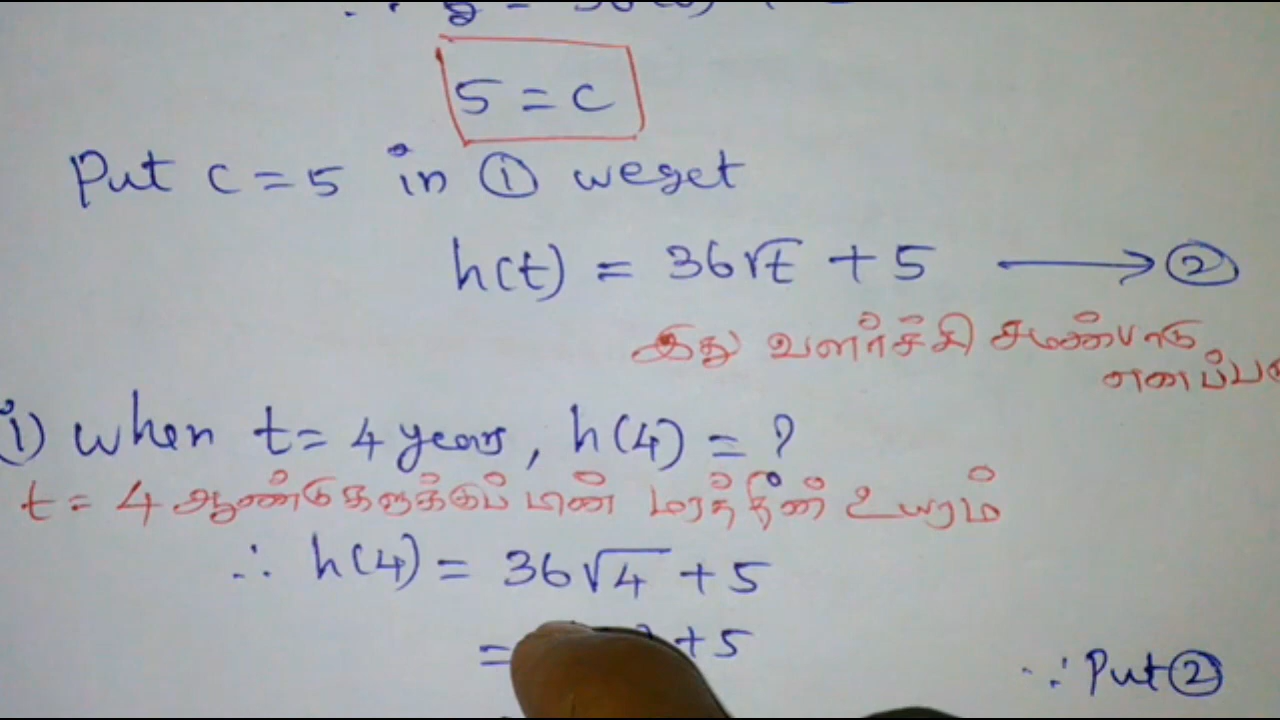 5 = c
Put c = 5 in ① we get
h(t) = 36√t + 5 ⟶ ②
இது வளர்ச்சி சமன்பாடு
i) when t = 4 years, h(4) = ?
t = 4 ஆண்டுகளுக்குப் பின் மரத்தின் உயரம்
∴ h(4) = 36√4 + 5
= + 5
∵ Put ②